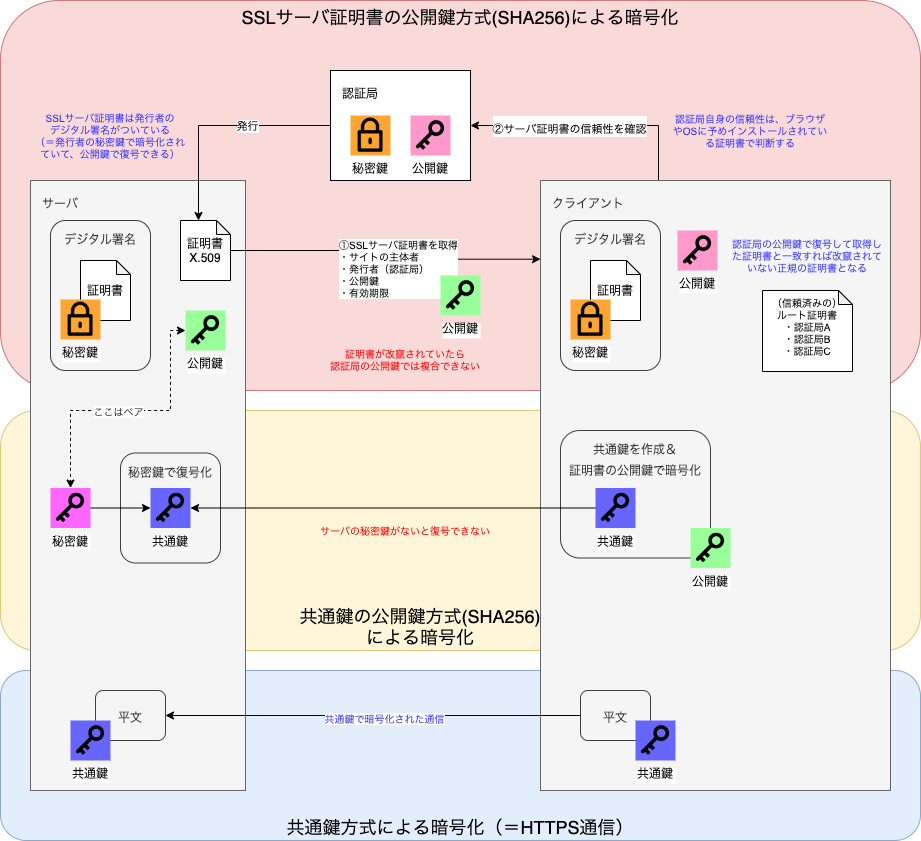 SSLサーバ証明書の公開鍵方式(SHA256)による暗号化
認証局
秘密鍵
公開鍵
SSLサーバ証明書は発行者の
デジタル署名がついている
(＝発行者の秘密鍵で暗号化され
ていて、公開鍵で復号できる)
発行
②サーバ証明書の信頼性を確認
認証局自身の信頼性は、ブラウザ
やOSに予めインストールされてい
る証明書で判断する
サーバ
デジタル署名
証明書
秘密鍵
証明書
X.509
公開鍵
①SSLサーバ証明書を取得
・サイトの主体者
・発行者（認証局）
・公開鍵
・有効期限
公開鍵
証明書が改竄されていたら
認証局の公開鍵では複合できない
クライアント
デジタル署名
証明書
秘密鍵
公開鍵
認証局の公開鍵で復号して取得し
た証明書と一致すれば改竄されて
いない正規の証明書となる
（信頼済みの）
ルート証明書
・認証局A
・認証局B
・認証局C
ここはペア
秘密鍵
秘密鍵で復号化
共通鍵
サーバの秘密鍵がないと復号できない
共通鍵を作成＆
証明書の公開鍵で暗号化
共通鍵
公開鍵
共通鍵の公開鍵方式(SHA256)
による暗号化
平文
共通鍵
共通鍵で暗号化された通信
平文
共通鍵
共通鍵方式による暗号化（＝HTTPS通信）